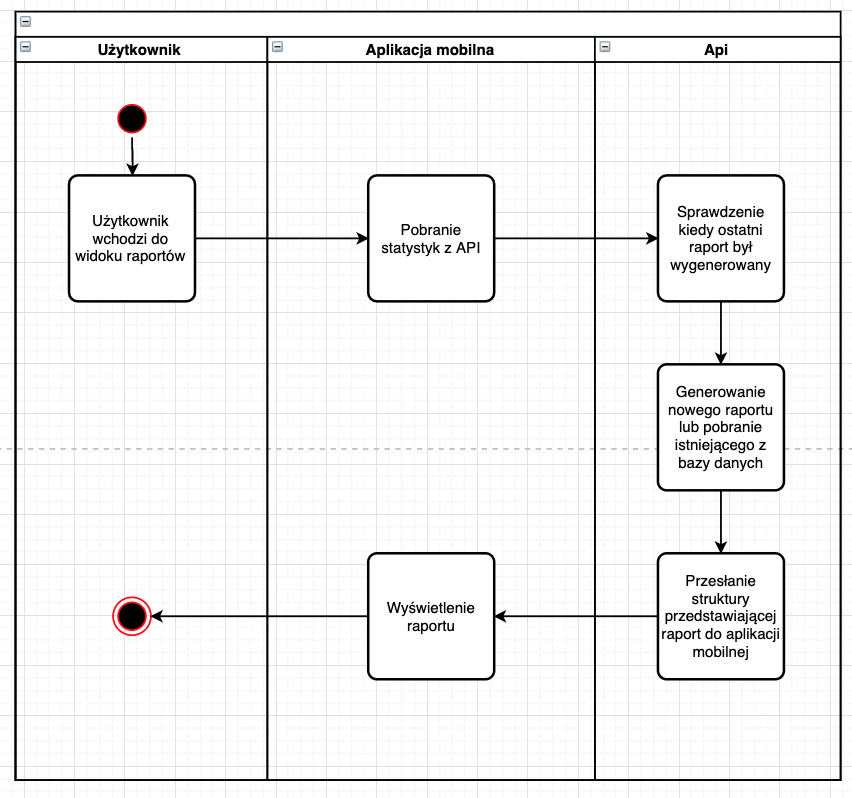 Użytkownik
Aplikacja mobilna
Api
Użytkownik
wchodzi do
widoku raportów
Pobranie
statystyk z API
Sprawdzenie
kiedy ostatni
raport był
wygenerowany
Generowanie
nowego raportu
lub pobranie
istniejącego z
bazy danych
Przesłanie
struktury
przedstawiającej
raport do aplikacji
mobilnej
Wyświetlenie
raportu